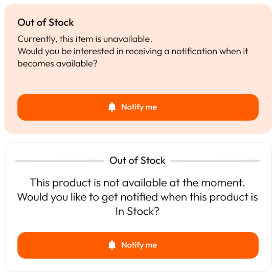 Out of Stock
Currently, this item is unavailable.
Would you be interested in receiving a notification when it
becomes available?
Notify me
Out of Stock
This product is not available at the moment.
Would you like to get notified when this product is
In Stock?
Notify me